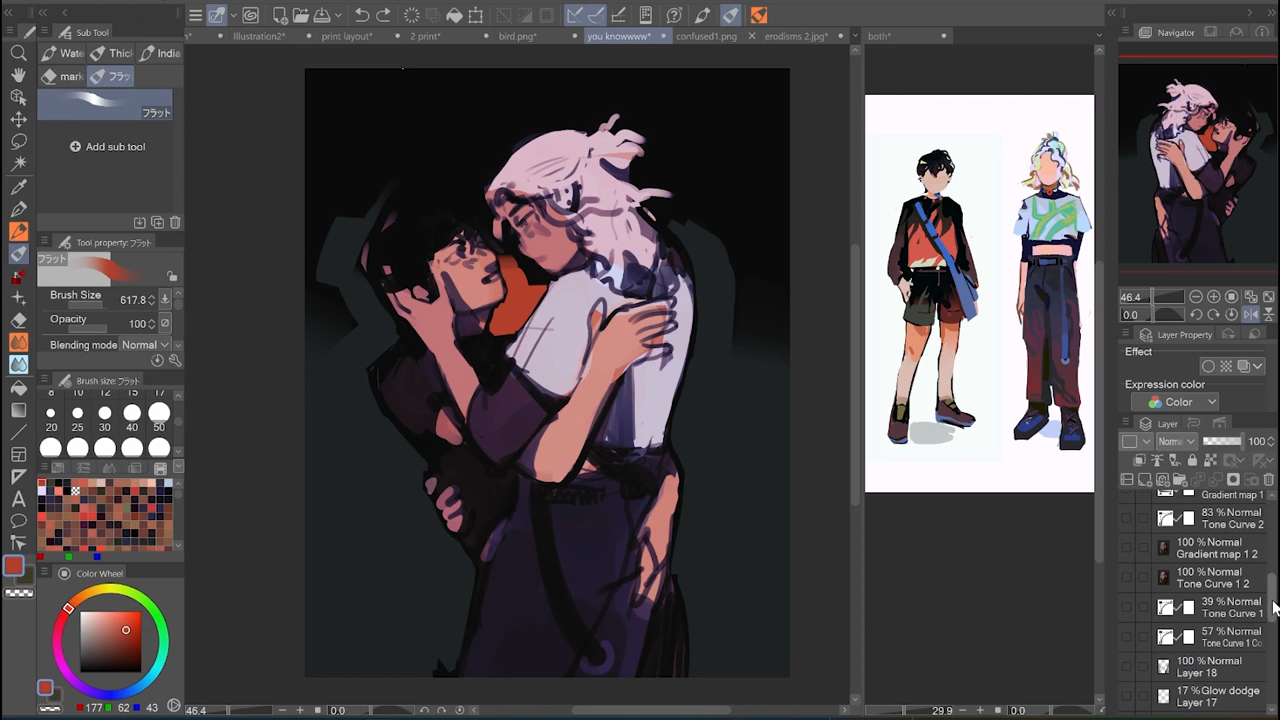 Sub Tool
Wate
Thicl
India
mark
フラッ
フラット
Add sub tool
Tool property:フラット
フラット
Brush Size
617.8
Opacity
100
Blending mode Normal
Brush size: フラット
8 10 12 15 17
20 25 30 40 50
Color Wheel
177 62 43
Illustration2*
print layout*
2 print*
bird.png*
you knowwww*
confused1.png
erodisms 2.jpg*
both*
46.4
0.0
29.9
0.0
Navigator
46.4
0.0
Layer Property
Effect
Expression color
Color
Layer
Norma
100
Gradient map 1
83 %Normal
Tone Curve 2
100 %Normal
Gradient map 1 2
100 %Normal
Tone Curve 1 2
39 %Normal
Tone Curve 1
57 %Normal
Tone Curve 1 Co
100 %Normal
Layer 18
17 %Glow dodge
Layer 17